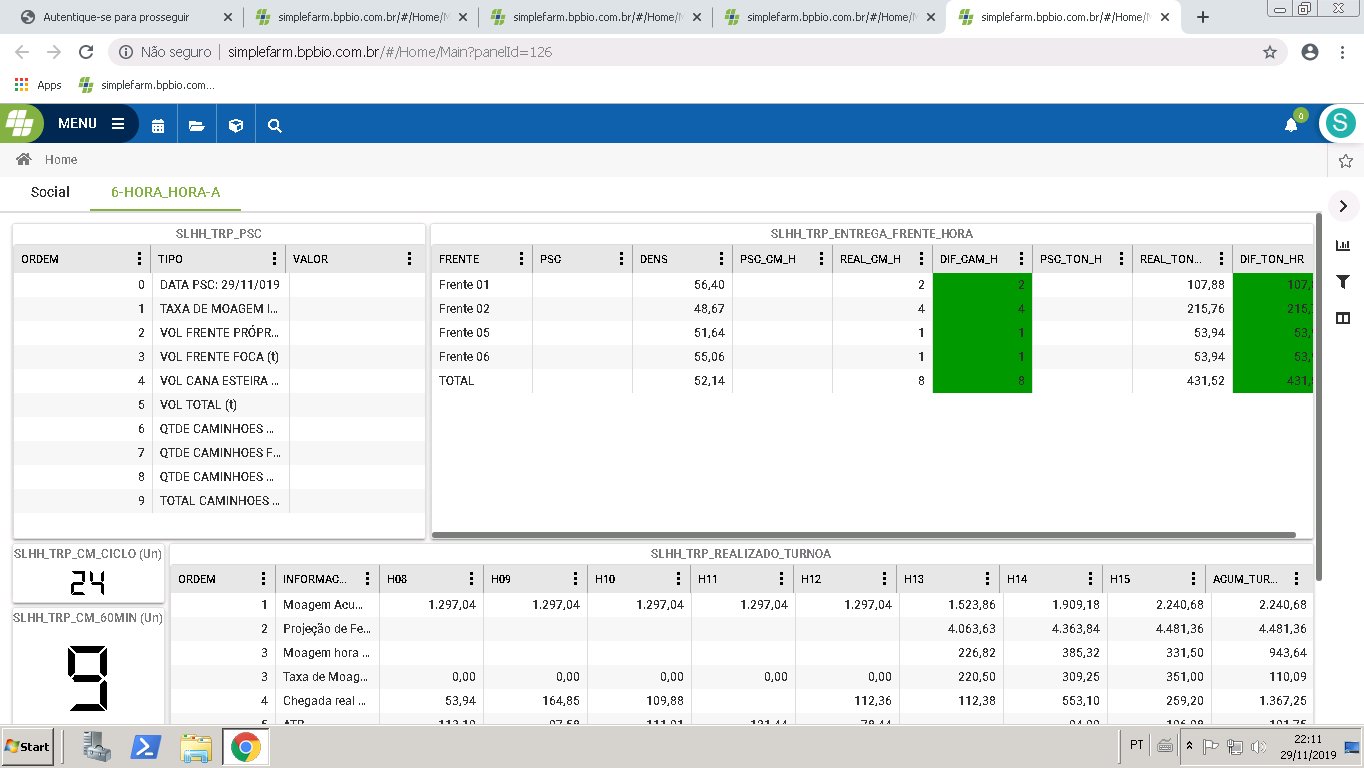 Autentique-se para prosseguir
simplefarm.bpbio.com.br/#/Home/M
simplefarm.bpbio.com.br/#/Home/M
simplefarm.bpbio.com.br/#/Home/M
simplefarm.bpbio.com.br/#/Home/M
Não seguro | simplefarm.bpbio.com.br/#/Home/Main?panelId=126
Apps simplefarm.bpbio.com...
MENU 0 S
Home
Social 6-HORA_HORA-A
SLHH_TRP_PSC
ORDEM TIPO VALOR
0 DATA PSC: 29/11/019
1 TAXA DE MOAGEM I...
2 VOL FRENTE PRÓPR...
3 VOL FRENTE FOCA (t)
4 VOL CANA ESTEIRA ...
5 VOL TOTAL (t)
6 QTDE CAMINHOES ...
7 QTDE CAMINHOES F...
8 QTDE CAMINHOES ...
9 TOTAL CAMINHOES ...
SLHH_TRP_ENTREGA_FRENTE_HORA
FRENTE PSC DENS PSC_CM_H REAL_CM_H DIF_CAM_H PSC_TON_H REAL_TON... DIF_TON_HR
Frente 01 56,40 2 2 107,88 107,8
Frente 02 48,67 4 4 215,76 215,7
Frente 05 51,64 1 1 53,94 53,9
Frente 06 55,06 1 1 53,94 53,9
TOTAL 52,14 8 8 431,52 431,5
SLHH_TRP_CM_CICLO (Un)
24
SLHH_TRP_CM_60MIN (Un)
9
SLHH_TRP_REALIZADO_TURNOA
ORDEM INFORMAC... H08 H09 H10 H11 H12 H13 H14 H15 ACUM_TUR...
1 Moagem Acu... 1.297,04 1.297,04 1.297,04 1.297,04 1.297,04 1.523,86 1.909,18 2.240,68 2.240,68
2 Projeção de Fe... 4.063,63 4.363,84 4.481,36 4.481,36
3 Moagem hora ... 226,82 385,32 331,50 943,64
3 Taxa de Moag... 0,00 0,00 0,00 0,00 0,00 220,50 309,25 351,00 110,09
4 Chegada real ... 53,94 164,85 109,88 112,36 112,38 553,10 259,20 1.367,25
5 ATR
Start PT 22:11
29/11/2019